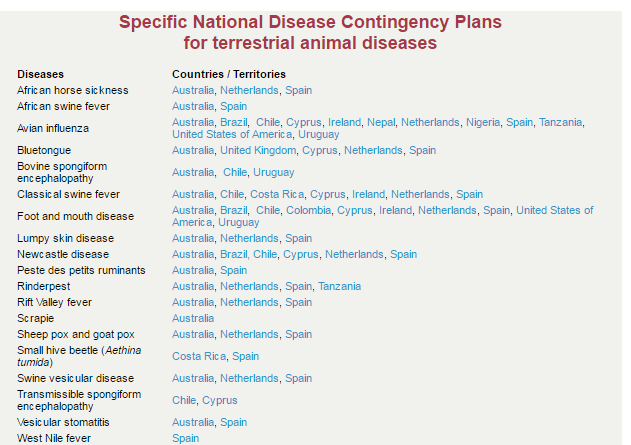 Specific National Disease Contingency Plans
for terrestrial animal diseases
Diseases Countries / Territories
African horse sickness Australia, Netherlands, Spain
African swine fever Australia, Spain
Avian influenza Australia, Brazil, Chile, Cyprus, Ireland, Nepal, Netherlands, Nigeria, Spain, Tanzania,
United States of America, Uruguay
Bluetongue Australia, United Kingdom, Cyprus, Netherlands, Spain
Bovine spongiform
encephalopathy Australia, Chile, Uruguay
Classical swine fever Australia, Chile, Costa Rica, Cyprus, Ireland, Netherlands, Spain
Foot and mouth disease Australia, Brazil, Chile, Colombia, Cyprus, Ireland, Netherlands, Spain, United States of
America, Uruguay
Lumpy skin disease Australia, Netherlands, Spain
Newcastle disease Australia, Brazil, Chile, Cyprus, Netherlands, Spain
Peste des petits ruminants Australia, Spain
Rinderpest Australia, Netherlands, Spain, Tanzania
Rift Valley fever Australia, Netherlands, Spain
Scrapie Australia
Sheep pox and goat pox Australia, Netherlands, Spain
Small hive beetle (Aethina
tumida) Costa Rica, Spain
Swine vesicular disease Australia, Netherlands, Spain
Transmissible spongiform
encephalopathy Chile, Cyprus
Vesicular stomatitis Australia, Spain
West Nile fever Spain